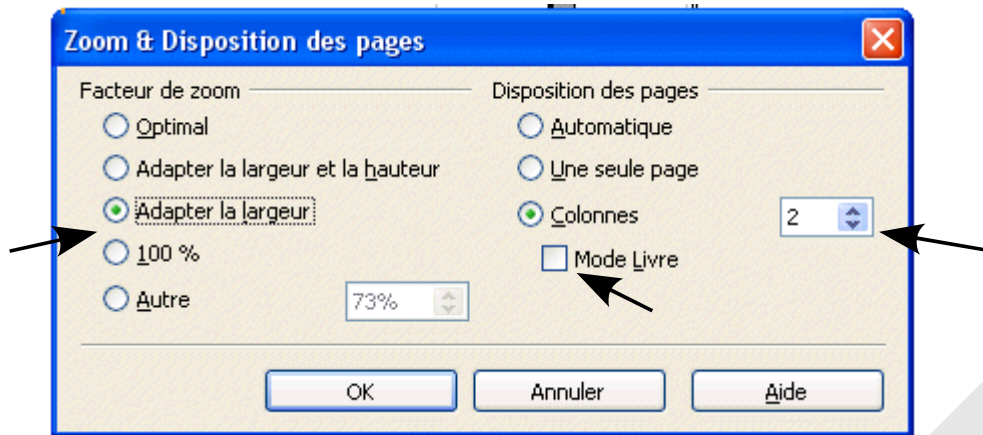 Zoom & Disposition des pages
Facteur de zoom
Optimal
Adapter la largeur et la hauteur
Adapter la largeur
100 %
Autre
73%
Disposition des pages
Automatique
Une seule page
Colonnes
2
Mode Livre
OK
Annuler
Aide